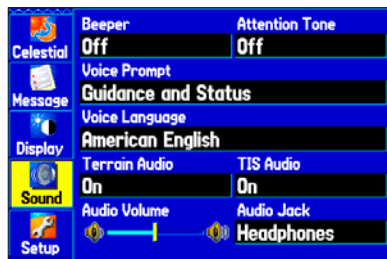 Celestial
Message
Display
Sound
Setup
Beeper
Attention Tone
Off
Off
Voice Prompt
Guidance and Status
Voice Language
American English
Terrain Audio
TIS Audio
On
On
Audio Volume
Audio Jack
Headphones